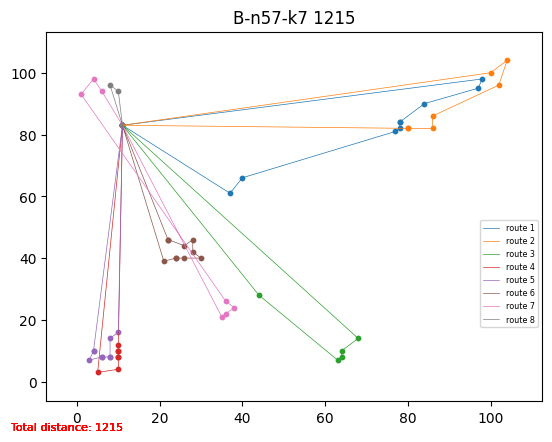 B-n57-k7 1215
100
80
60
40
20
0
route 1
route 2
route 3
route 4
route 5
route 6
route 7
route 8
0
20
40
60
80
100
Total distance: 1215